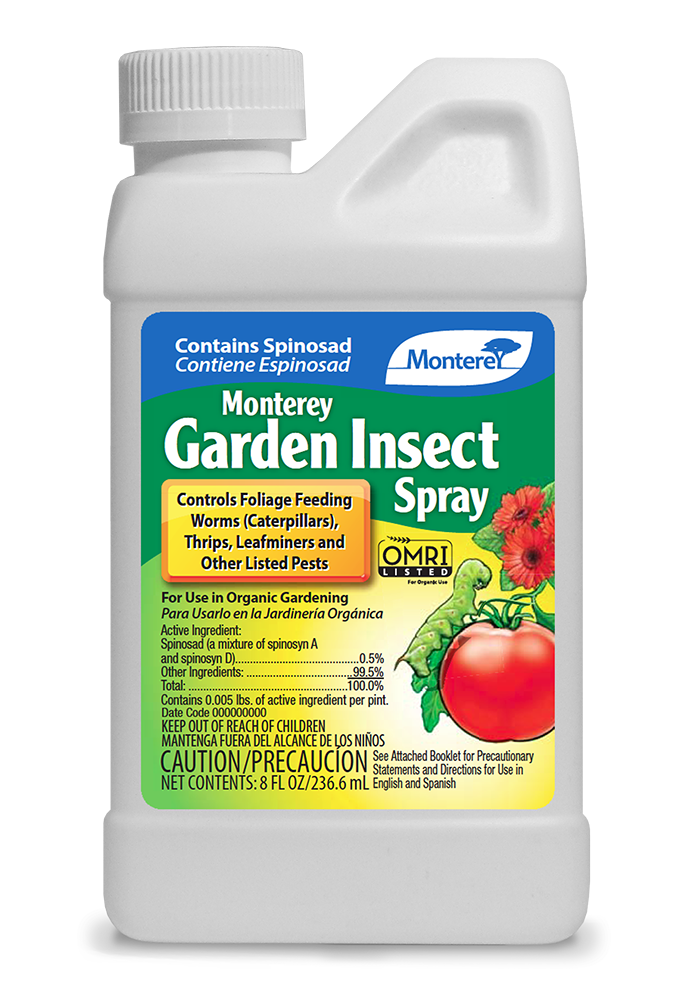 Contains Spinosad
Contiene Espinosad
Monterey
Monterey
Garden Insect
Spray
Controls Foliage Feeding
Worms (Caterpillars),
Thrips, Leafminers and
Other Listed Pests
OMRI
LISTED
For Organic Use
For Use in Organic Gardening
Para Usarlo en la Jardinería Orgánica
Active Ingredient:
Spinosad (a mixture of spinosyn A
and spinosyn D)..................................0.5%
Other Ingredients: ............................99.5%
Total: ............................................100.0%
Contains 0.005 lbs. of active ingredient per pint.
Date Code 000000000
KEEP OUT OF REACH OF CHILDREN
MANTENGA FUERA DEL ALCANCE DE LOS NIÑOS
CAUTION/PRECAUCÍON
NET CONTENTS: 8 FL OZ/236.6 mL
See Attached Booklet for Precautionary
Statements and Directions for Use in
English and Spanish